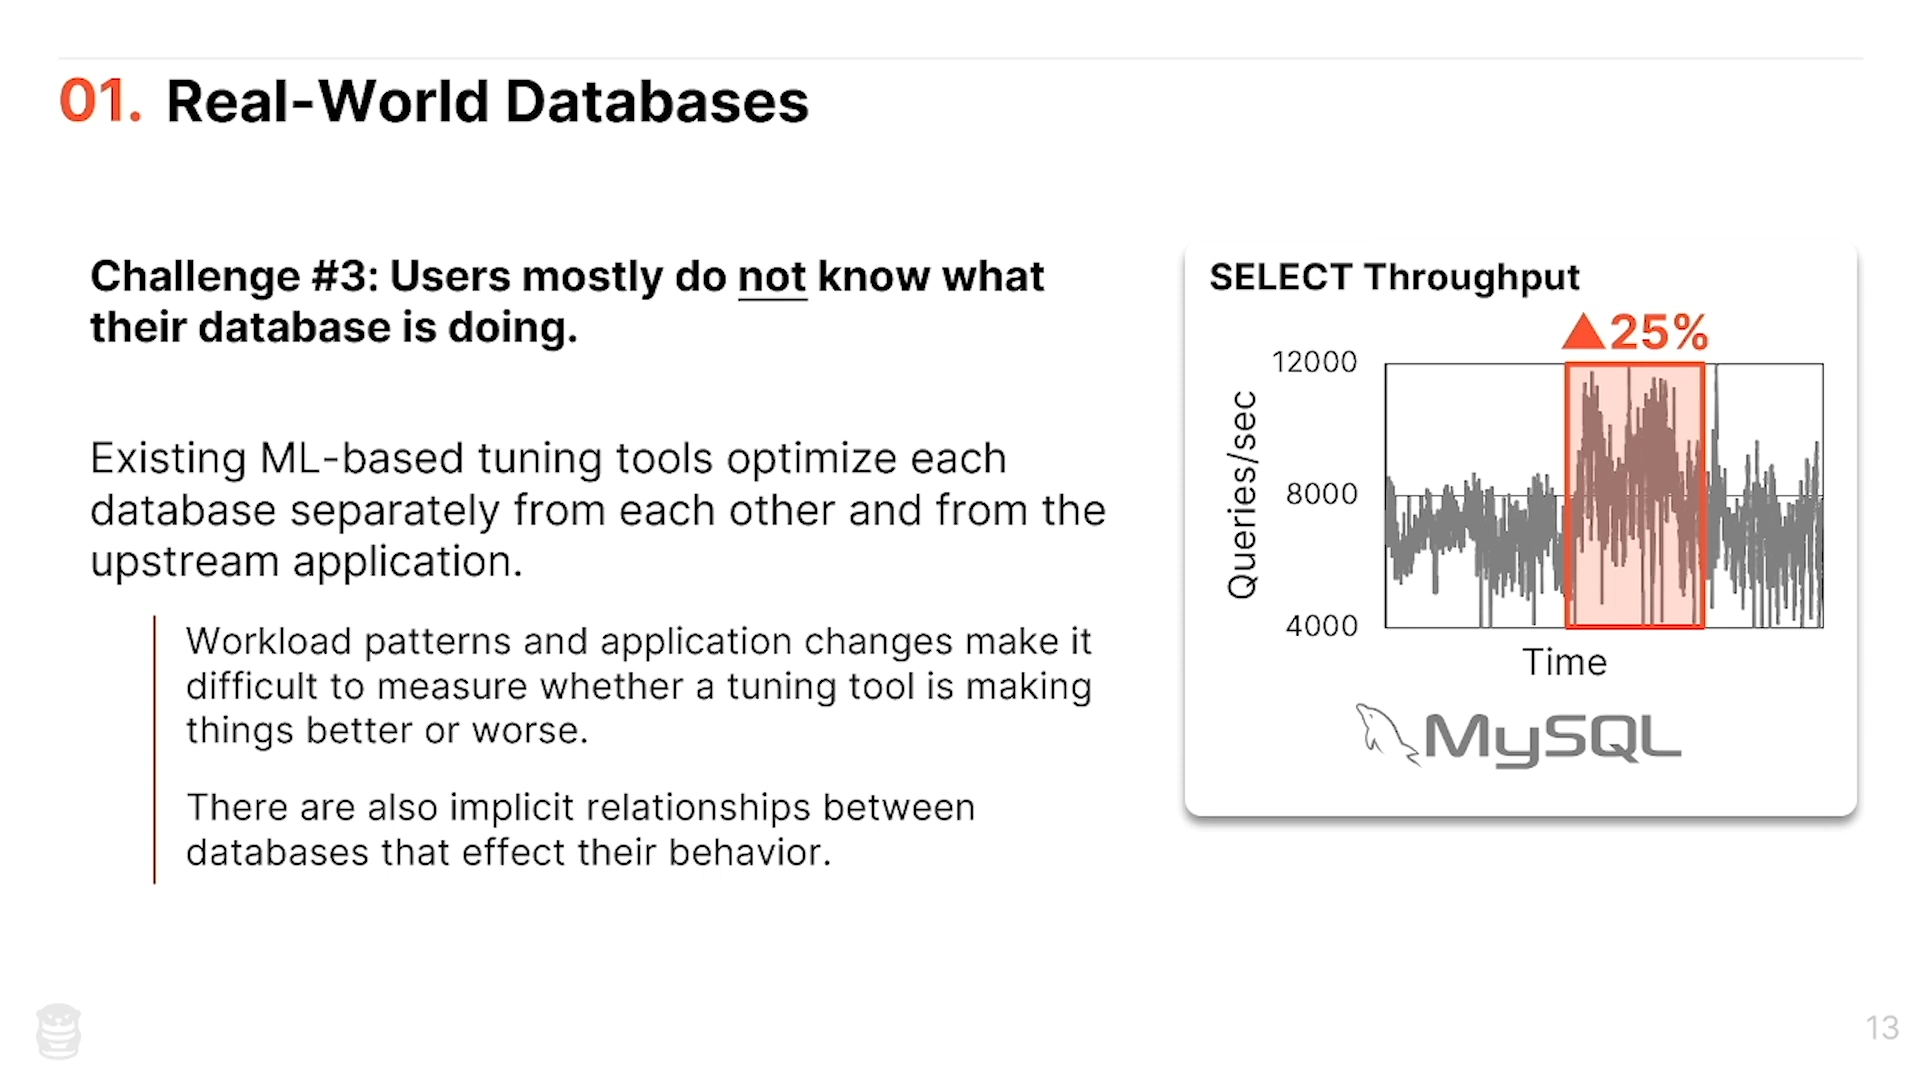 01. Real-World Databases
Challenge #3: Users mostly do not know what
their database is doing.
Existing ML-based tuning tools optimize each
database separately from each other and from the
upstream application.
Workload patterns and application changes make it
difficult to measure whether a tuning tool is making
things better or worse.
There are also implicit relationships between
databases that effect their behavior.
SELECT Throughput
▲25%
12000
8000
4000
Queries/sec
Time
MySQL
13